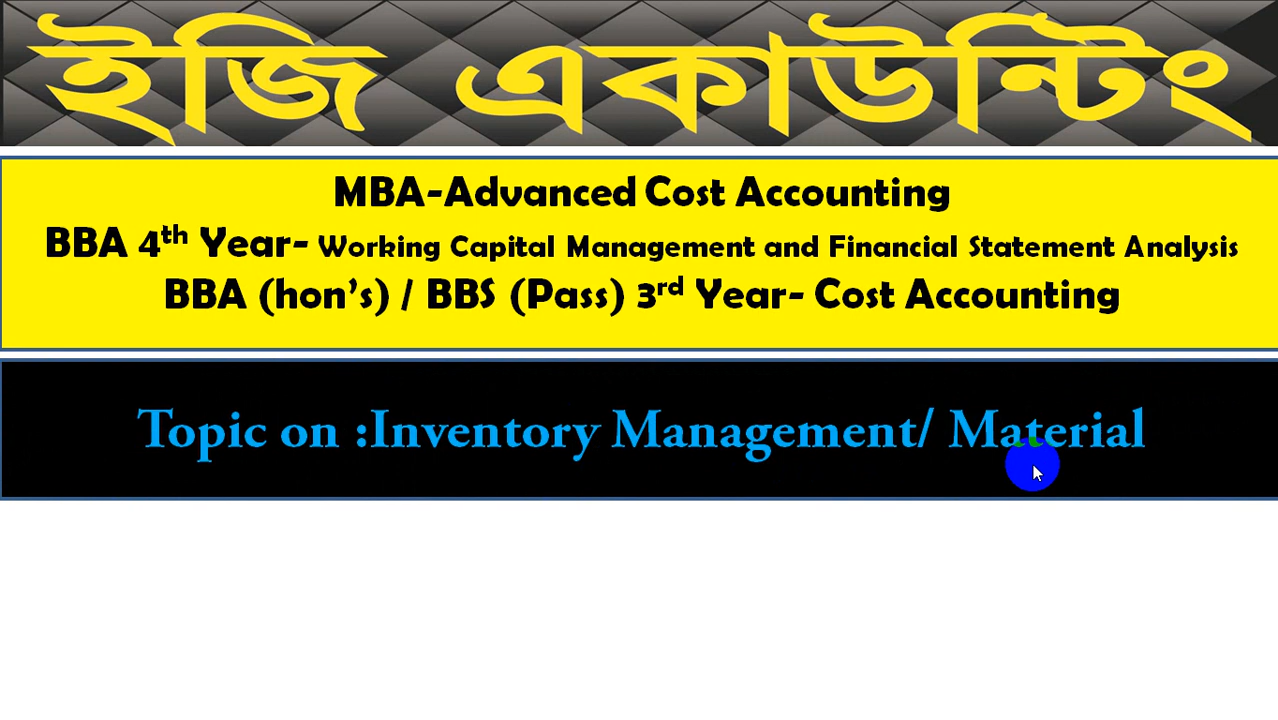 ইজি একাউন্টিং
MBA-Advanced Cost Accounting
BBA 4th Year- Working Capital Management and Financial Statement Analysis
BBA (hon's) / BBS (Pass) 3rd Year- Cost Accounting
Topic on :Inventory Management/ Material